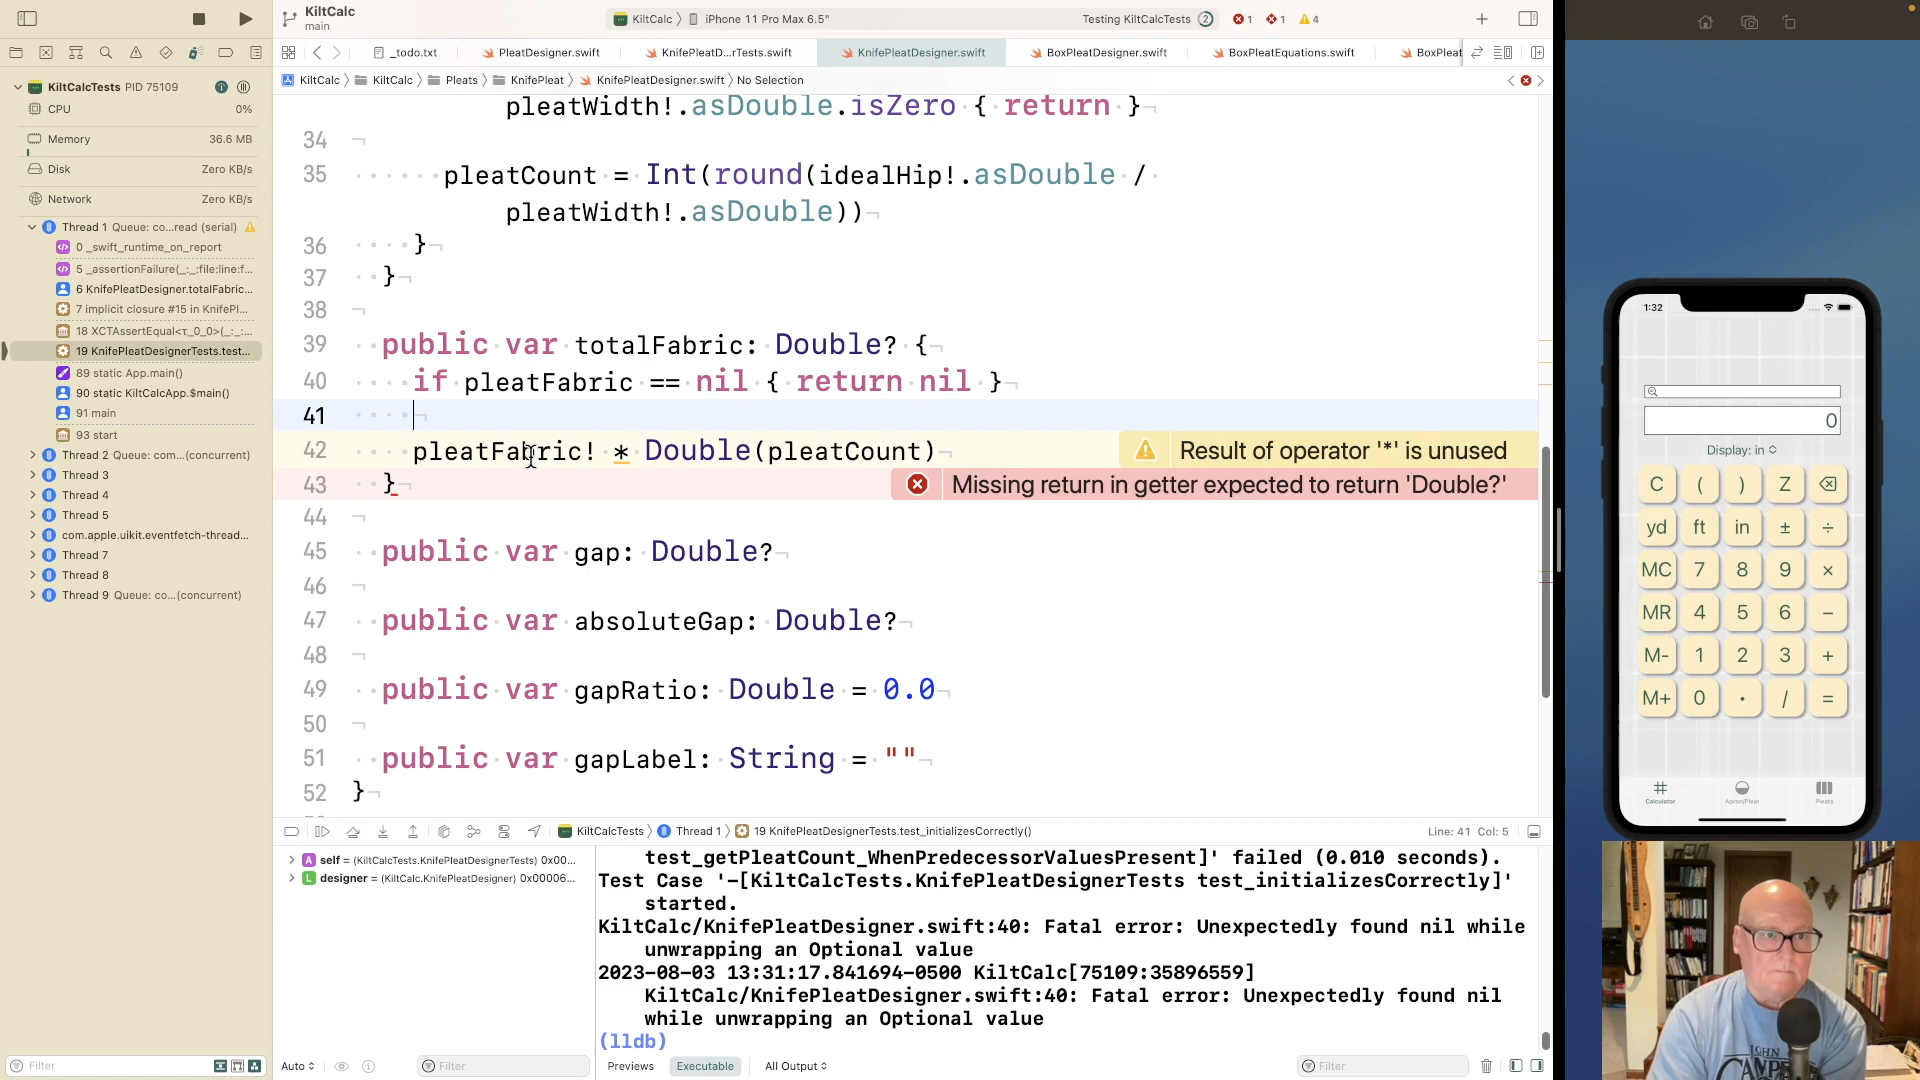 KiltCalc
main
KiltCalc 〉 iPhone 11 Pro Max 6.5"
Testing KiltCalcTests 2
1 1 4
_todo.txt
PleatDesigner.swift
KnifePleatD...rTests.swift
KnifePleatDesigner.swift
BoxPleatDesigner.swift
BoxPleatEquations.swift
BoxPleat
KiltCalc 〉 KiltCalc 〉 Pleats 〉 KnifePleat 〉 KnifePleatDesigner.swift 〉 No Selection
KiltCalcTests PID 75109
CPU 0%
Memory 36.6 MB
Disk Zero KB/s
Network Zero KB/s
Thread 1 Queue: co...read (serial)
0 _swift_runtime_on_report
5 _assertionFailure(_:_:file:line:f...
6 KnifePleatDesigner.totalFabric...
7 implicit closure #15 in KnifePl...
18 XCTAssertEqual<τ_0_0>(_:_:...
19 KnifePleatDesignerTests.test...
89 static App.main()
90 static KiltCalcApp.$main()
91 main
93 start
Thread 2 Queue: com...(concurrent)
Thread 3
Thread 4
Thread 5
com.apple.uikit.eventfetch-thread...
Thread 7
Thread 8
Thread 9 Queue: co...(concurrent)
Filter
pleatWidth!.asDouble.isZero { return }
34
35 pleatCount = Int(round(idealHip!.asDouble /
pleatWidth!.asDouble))
36 }
37 }
38
39 public var totalFabric: Double? {
40 if pleatFabric == nil { return nil }
41
42 pleatFabric! * Double(pleatCount)
Result of operator '*' is unused
43 }
Missing return in getter expected to return 'Double?'
44
45 public var gap: Double?
46
47 public var absoluteGap: Double?
48
49 public var gapRatio: Double = 0.0
50
51 public var gapLabel: String = ""
52 }
KiltCalcTests 〉 Thread 1 〉 19 KnifePleatDesignerTests.test_initializesCorrectly()
Line: 41 Col: 5
A self = (KiltCalcTests.KnifePleatDesignerTests) 0x00...
L designer = (KiltCalc.KnifePleatDesigner) 0x00006...
test_getPleatCount_WhenPredecessorValuesPresent]' failed (0.010 seconds).
Test Case '-[KiltCalcTests.KnifePleatDesignerTests test_initializesCorrectly]'
started.
KiltCalc/KnifePleatDesigner.swift:40: Fatal error: Unexpectedly found nil while
unwrapping an Optional value
2023-08-03 13:31:17.841694-0500 KiltCalc[75109:35896559]
KiltCalc/KnifePleatDesigner.swift:40: Fatal error: Unexpectedly found nil
while unwrapping an Optional value
(lldb)
Auto
Filter
Previews
Executable
All Output
Filter
1:32
0
Display: in
C ( ) Z
yd ft in ± ÷
MC 7 8 9 ×
MR 4 5 6 −
M- 1 2 3 +
M+ 0 · / =
Calculator
Apron/Pleat
Pleats
JOHN